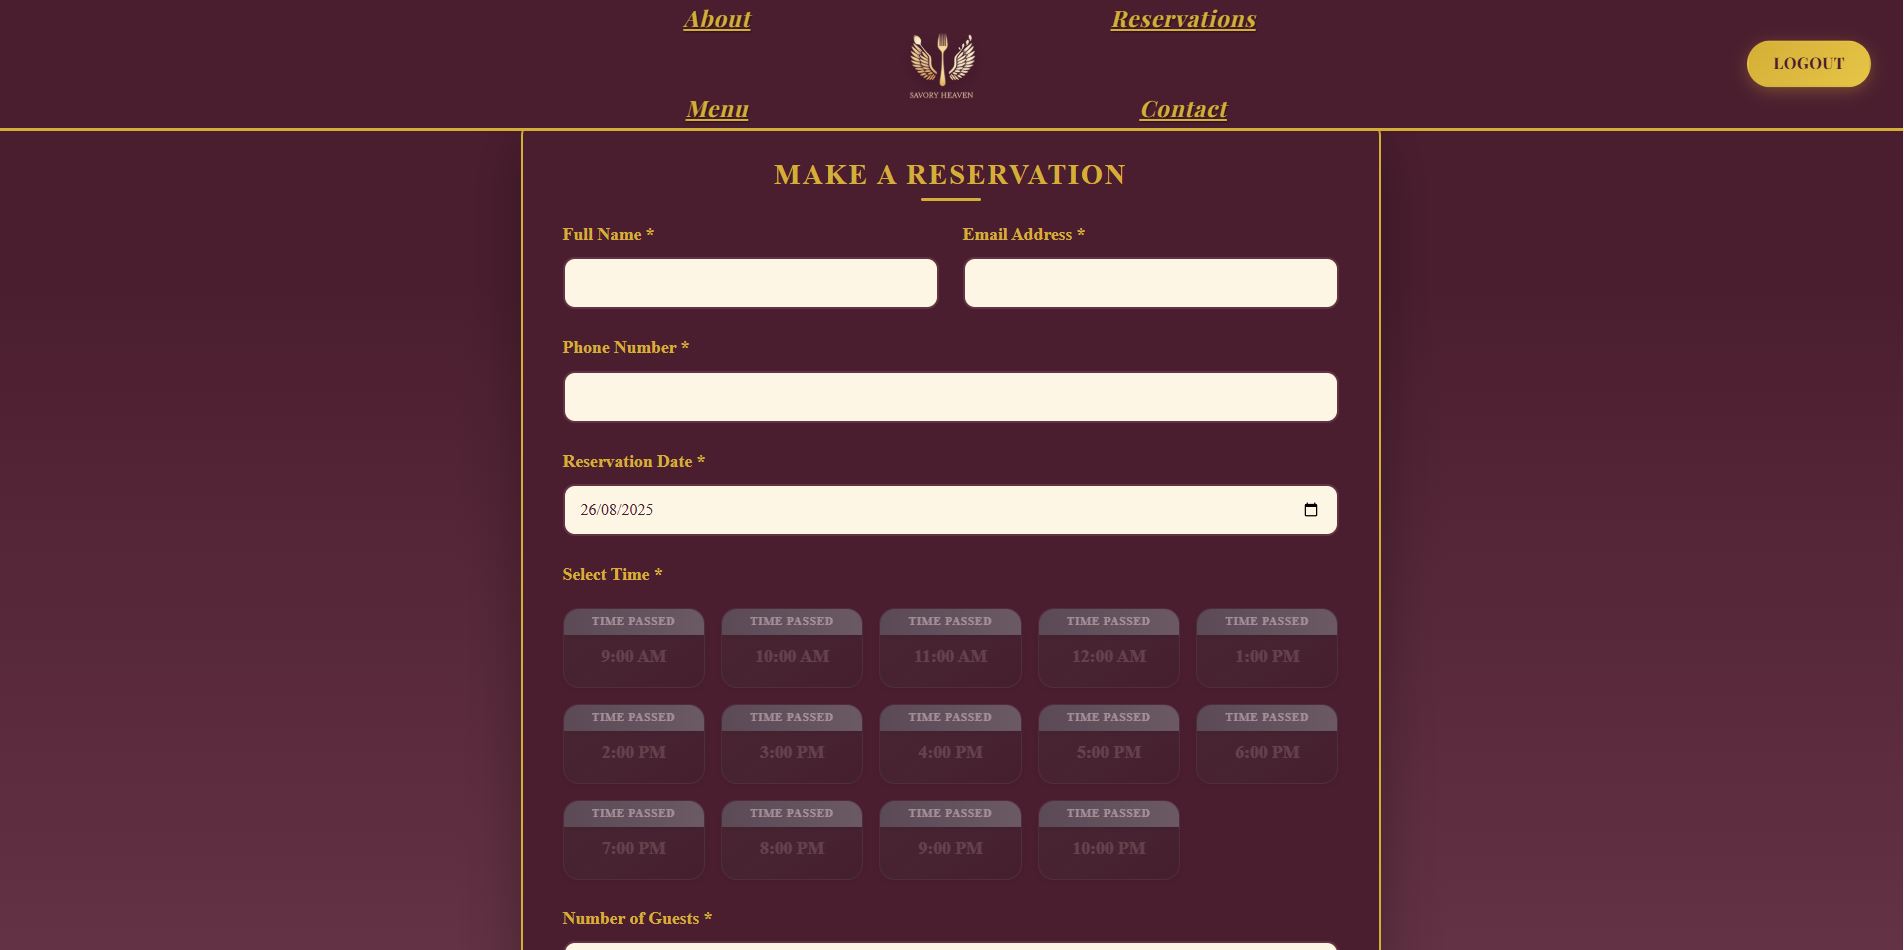 About
Reservations
SAVORY HEAVEN
LOGOUT
Menu
Contact
MAKE A RESERVATION
Full Name *
Email Address *
Phone Number *
Reservation Date *
26/08/2025
Select Time *
TIME PASSED TIME PASSED TIME PASSED TIME PASSED TIME PASSED
9:00 AM 10:00 AM 11:00 AM 12:00 AM 1:00 PM
TIME PASSED TIME PASSED TIME PASSED TIME PASSED TIME PASSED
2:00 PM 3:00 PM 4:00 PM 5:00 PM 6:00 PM
TIME PASSED TIME PASSED TIME PASSED TIME PASSED
7:00 PM 8:00 PM 9:00 PM 10:00 PM
Number of Guests *